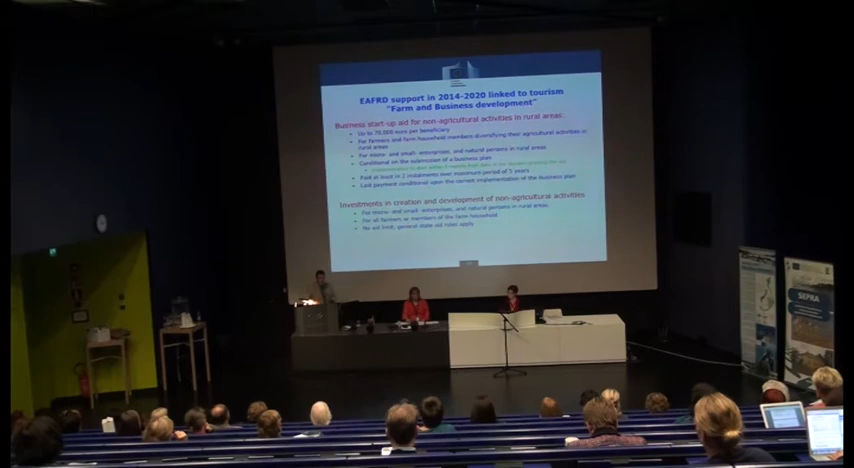 EAFRD support in 2014-2020 linked to tourism
"Farm and Business development"
Business start-up aid for non-agricultural activities in rural areas:
Up to 70,000 euro per beneficiary
For farmers and farm household members diversifying their agricultural activities in
rural areas
For micro- and small- enterprises, and natural persons in rural areas
Conditional on the submission of a business plan
Paid at least in 2 instalments over maximum period of 5 years
Last payment conditional upon the correct implementation of the business plan
Investments in creation and development of non-agricultural activities
For micro- and small- enterprises, and natural persons in rural areas
For all farmers or members of the farm household
No aid limit, general state aid rules apply
SEPRA